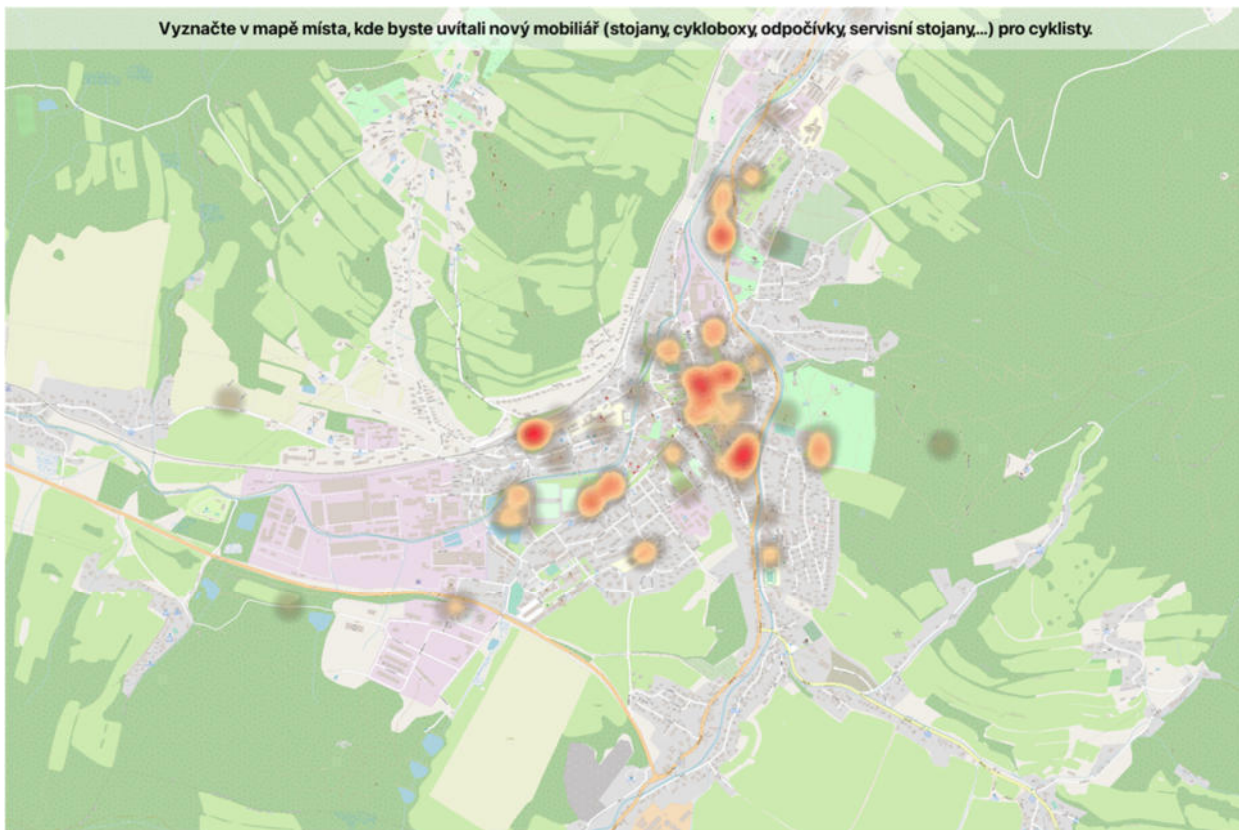 Vyznačte v mapě místa, kde byste uvítali nový mobiliář (stojany, cykloboxy, odpočívky, servisní stojany,...) pro cyklisty.